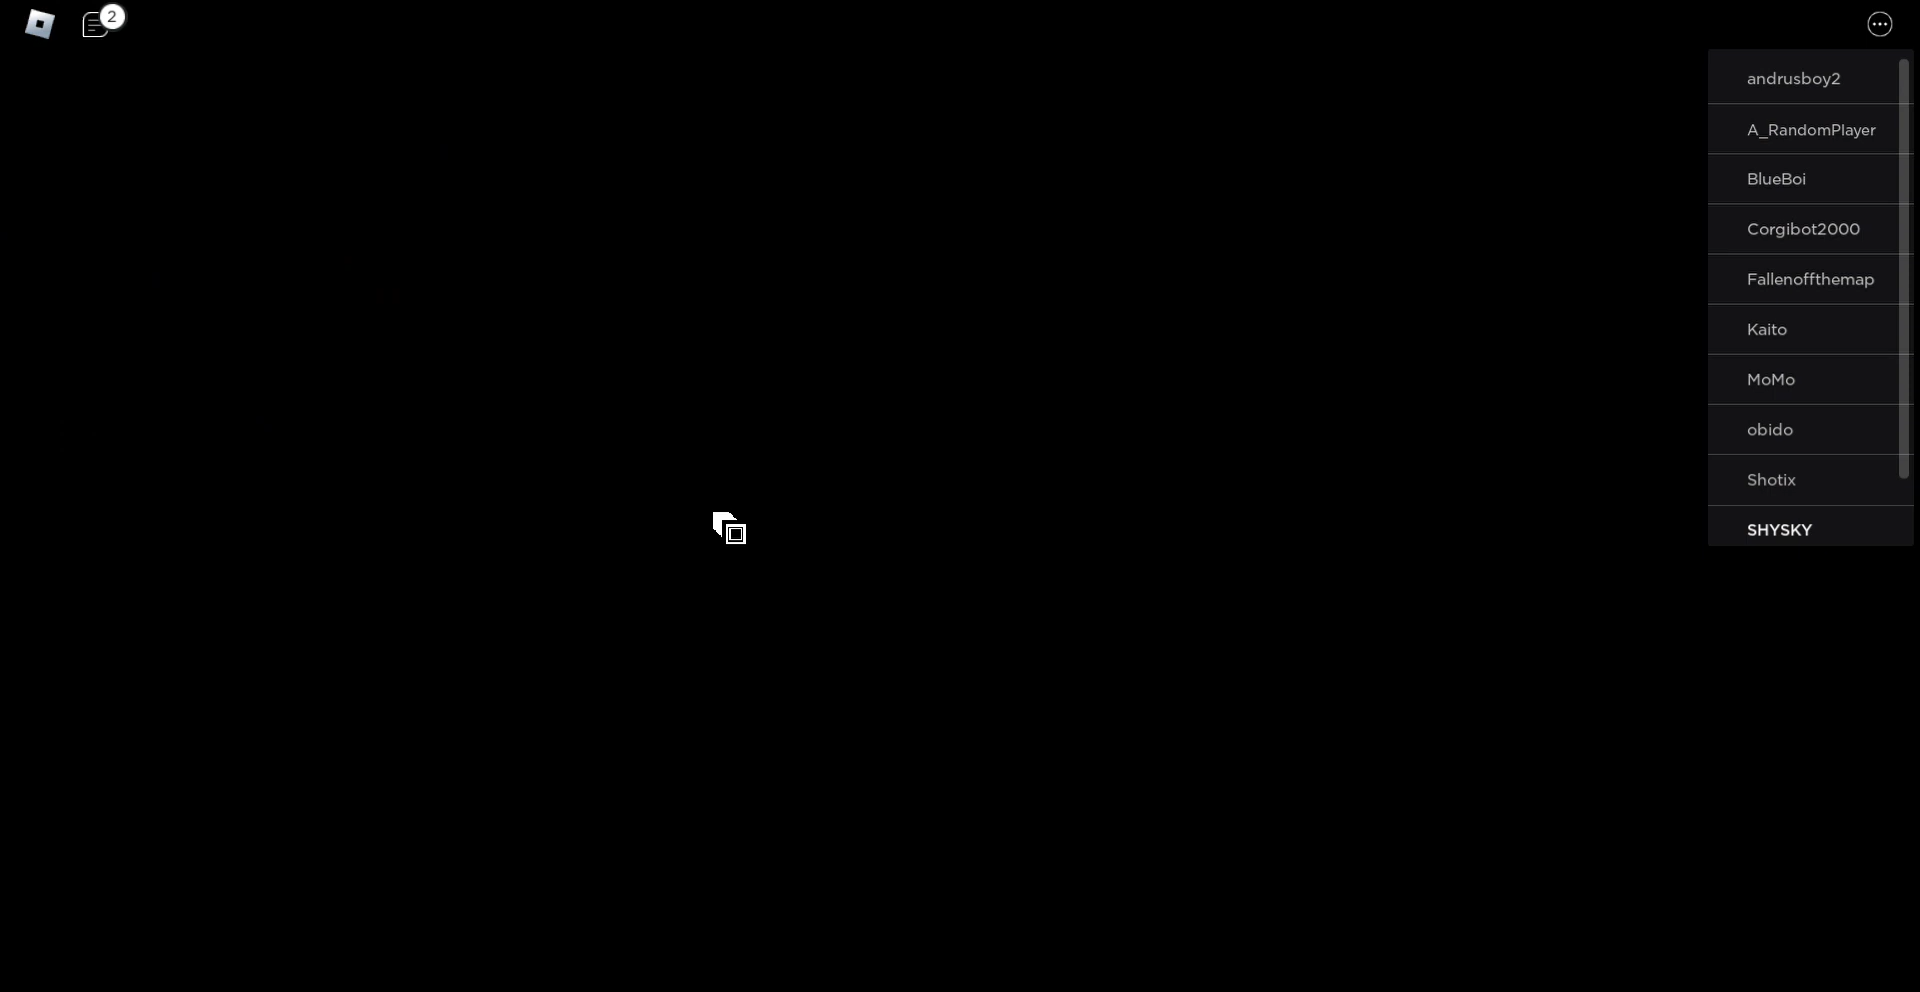 2
andrusboy2
A_RandomPlayer
BlueBoi
Corgibot2000
Fallenoffthemap
Kaito
MoMo
obido
Shotix
SHYSKY